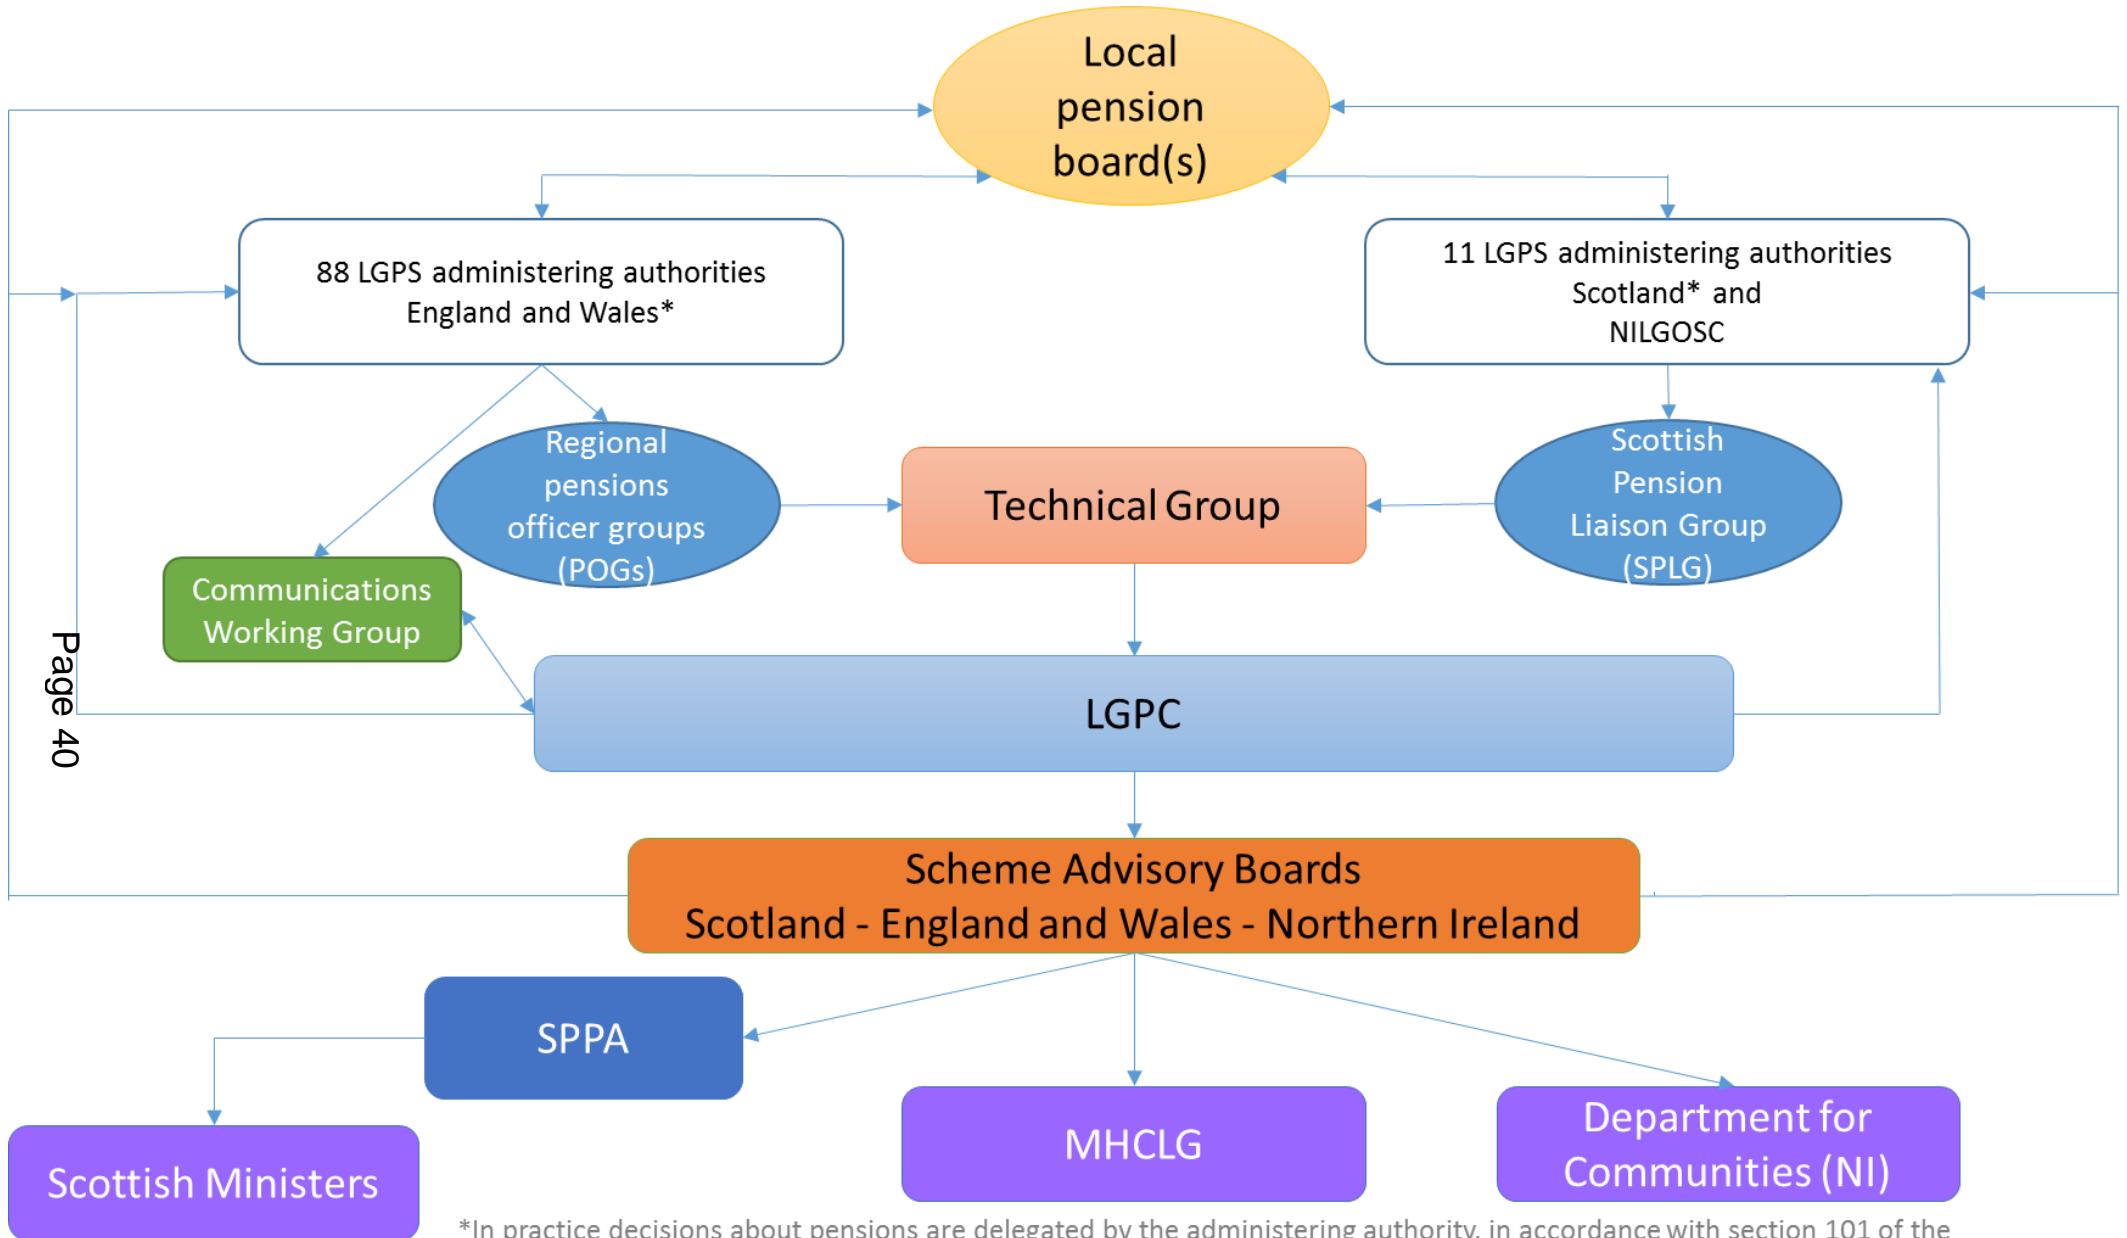 Local
pension
board(s)
88 LGPS administering authorities
England and Wales*
11 LGPS administering authorities
Scotland* and
NILGOSC
Regional
pensions
officer groups
(POGs)
Technical Group
Scottish
Pension
Liaison Group
(SPLG)
Communications
Working Group
Page 40
LGPC
Scheme Advisory Boards
Scotland - England and Wales - Northern Ireland
SPPA
MHCLG
Department for
Communities (NI)
Scottish Ministers
*In practice decisions about pensions are delegated by the administering authority, in accordance with section 101 of the